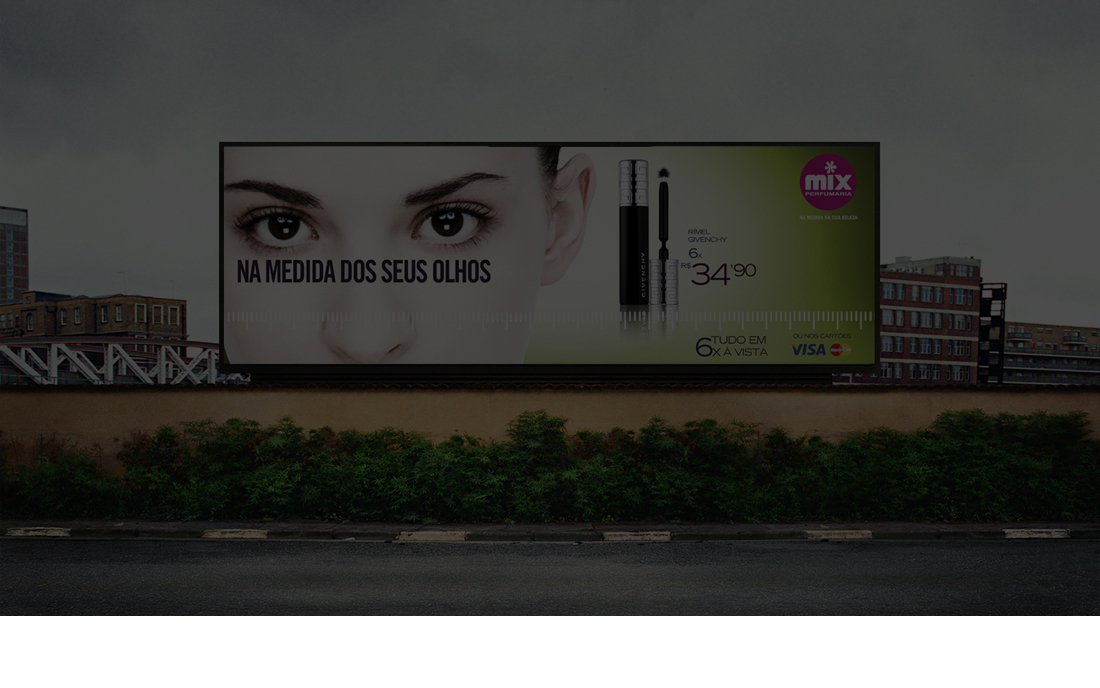 NA MEDIDA DOS SEUS OLHOS
GIVENCHY
RÍMEL
GIVENCHY
6x
R$ 34,90
TUDO EM
6X À VISTA
mix
PERFUMARIA
OU NOS CARTÕES
VISA